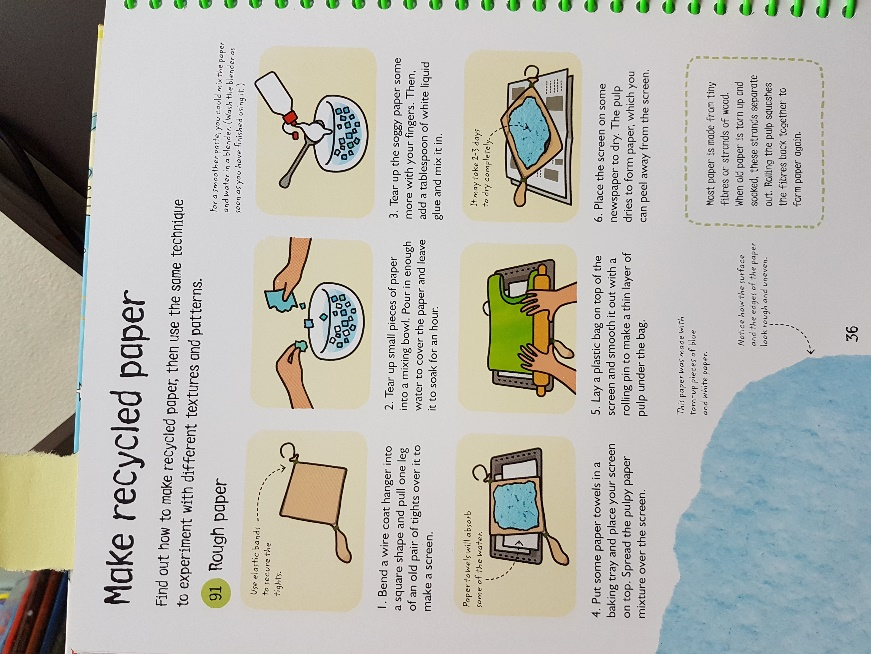 Make recycled paper
Find out how to make recycled paper, then use the same technique
to experiment with different textures and patterns.
91 Rough paper
Use elastic bands
to secure the
tights.
1. Bend a wire coat hanger into
a square shape and pull one leg
of an old pair of tights over it to
make a screen.
2. Tear up small pieces of paper
into a mixing bowl. Pour in enough
water to cover the paper and leave
it to soak for an hour.
For a smoother paste, you could mix the paper
and water in a blender. (Wash the blender as
soon as you have finished using it.)
3. Tear up the soggy paper some
more with your fingers. Then,
add a tablespoon of white liquid
glue and mix it in.
Paper towels will absorb
some of the water.
4. Put some paper towels in a
baking tray and place your screen
on top. Spread the pulpy paper
mixture over the screen.
5. Lay a plastic bag on top of the
screen and smooth it out with a
rolling pin to make a thin layer of
pulp under the bag.
It may take 2-3 days
to dry completely.
6. Place the screen on some
newspaper to dry. The pulp
dries to form paper, which you
can peel away from the screen.
This paper was made with
torn-up pieces of blue
and white paper.
Notice how the surface
and the edges of the paper
look rough and uneven.
Most paper is made from tiny
fibres or strands of wood.
When old paper is torn up and
soaked, these strands separate
out. Rolling the pulp squashes
the fibres back together to
form paper again.
36